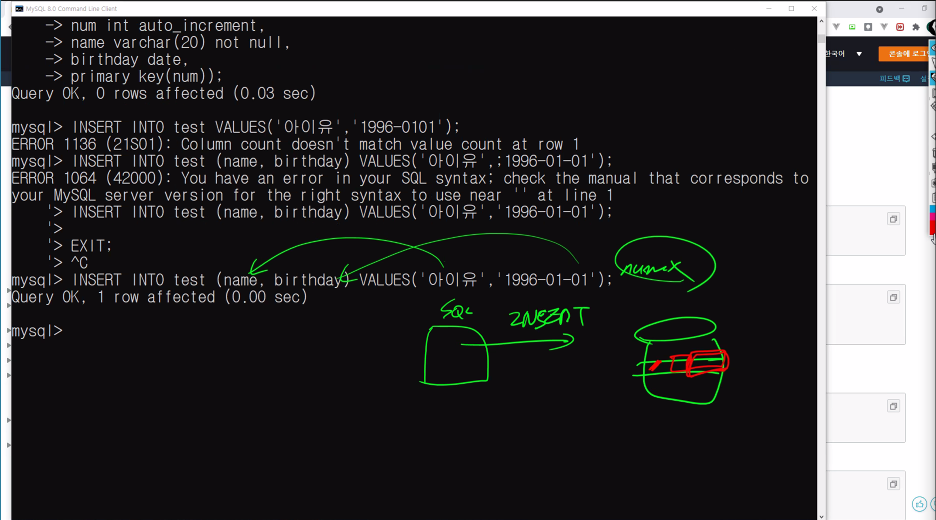 MySQL 8.0 Command Line Client
-> num int auto_increment,
-> name varchar(20) not null,
-> birthday date,
-> primary key(num));
Query OK, 0 rows affected (0.03 sec)
mysql> INSERT INTO test VALUES('아이유','1996-0101');
ERROR 1136 (21S01): Column count doesn't match value count at row 1
mysql> INSERT INTO test (name, birthday) VALUES('아이유',;1996-01-01');
ERROR 1064 (42000): You have an error in your SQL syntax; check the manual that corresponds to
your MySQL server version for the right syntax to use near '' at line 1
'> INSERT INTO test (name, birthday) VALUES('아이유','1996-01-01');
'>
'> EXIT;
'> ^C
mysql> INSERT INTO test (name, birthday) VALUES('아이유','1996-01-01');
Query OK, 1 row affected (0.00 sec)
mysql>
SQL
INSERT
한국어
피드백